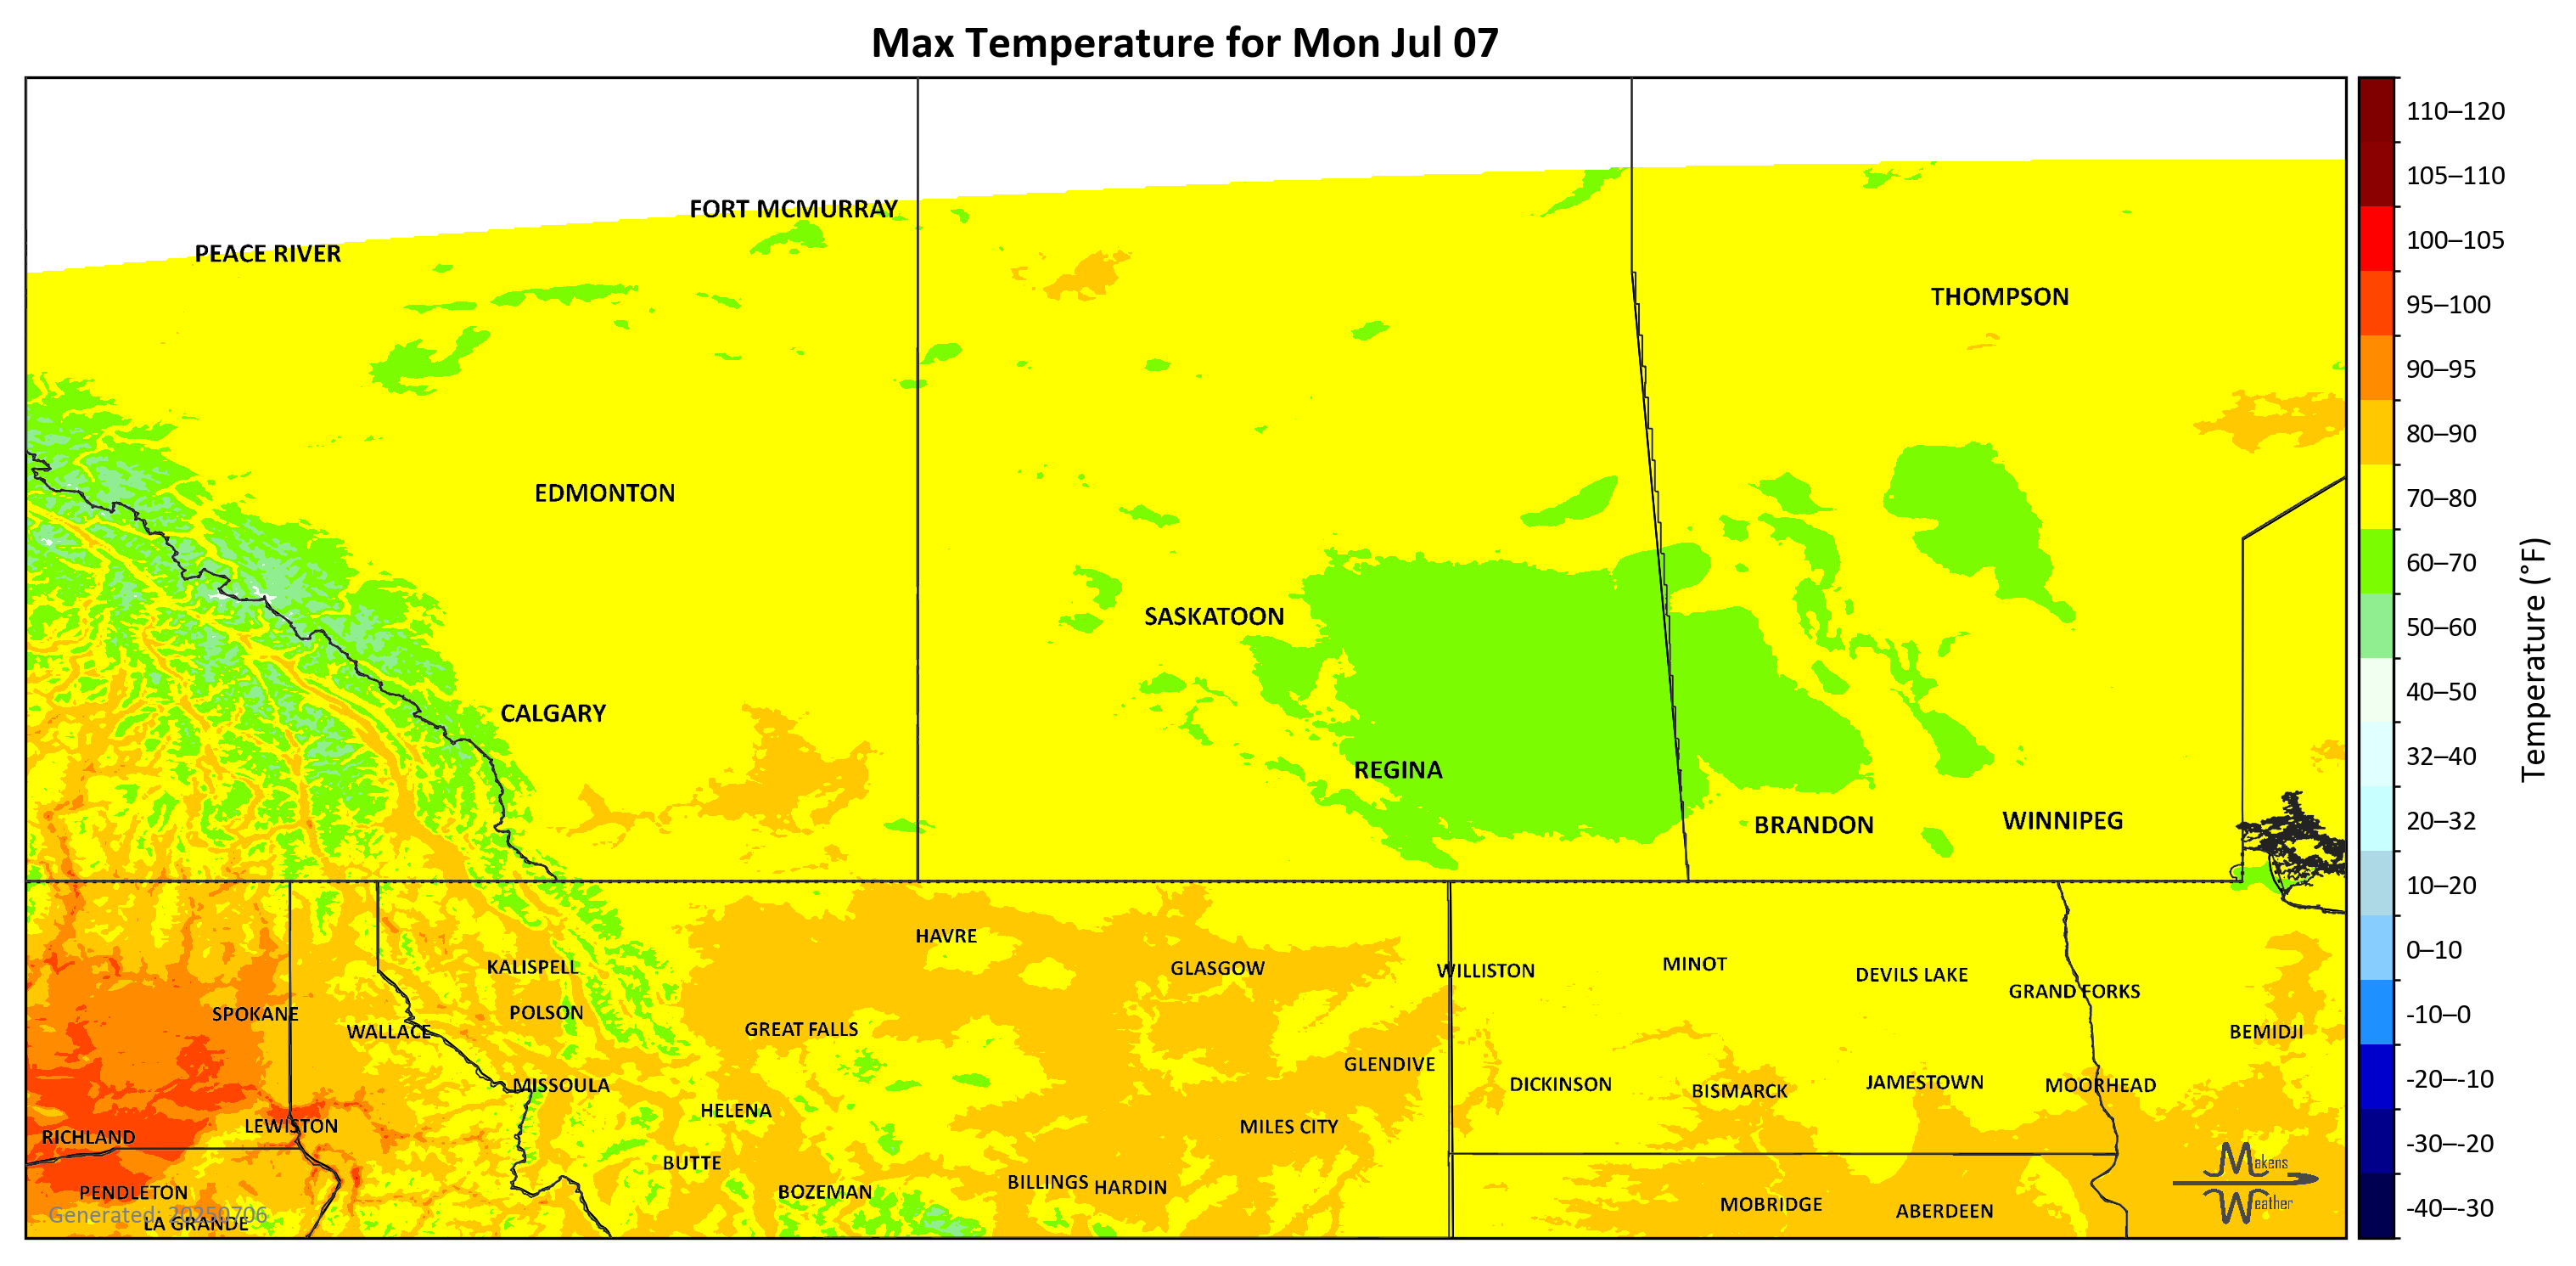 Max Temperature for Mon Jul 07
FORT MCMURRAY
PEACE RIVER
THOMPSON
EDMONTON
SASKATOON
CALGARY
REGINA
BRANDON
WINNIPEG
HAVRE
KALISPELL
GLASGOW
WILLISTON
MINOT
DEVILS LAKE
GRAND FORKS
SPOKANE
POLSON
WALLACE
GREAT FALLS
BEMIDJI
GLENDIVE
MISSOULA
DICKINSON
BISMARCK
JAMESTOWN
MOORHEAD
HELENA
LEWISTON
MILES CITY
RICHLAND
BUTTE
PENDLETON
BOZEMAN
BILLINGS
HARDIN
MOBRIDGE
ABERDEEN
LA GRANDE
Generated: 20250706
Makens
Weather
110–120
105–110
100–105
95–100
90–95
80–90
70–80
60–70
50–60
40–50
32–40
20–32
10–20
0–10
-10–0
-20–-10
-30–-20
-40–-30
Temperature (°F)